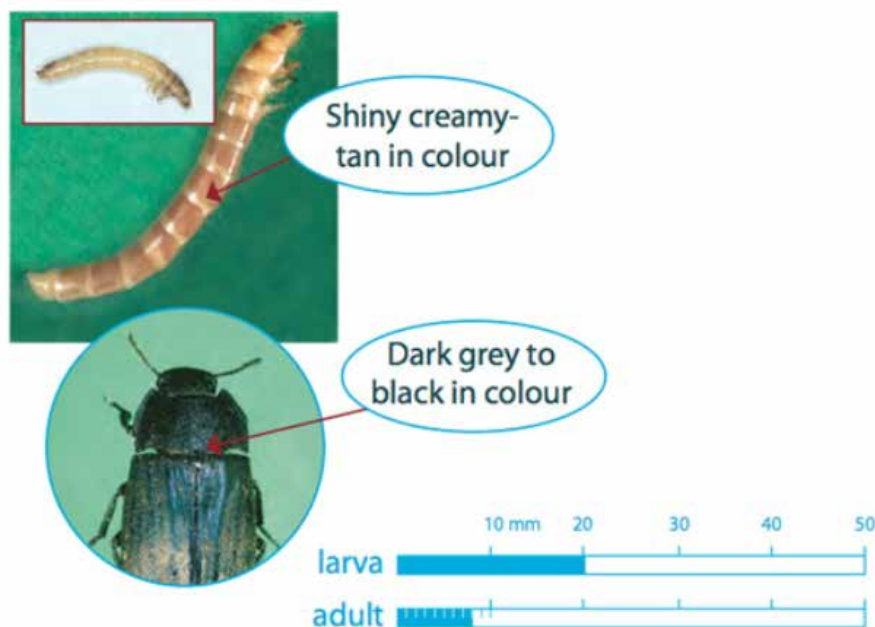 Shiny creamy-
tan in colour
Dark grey to
black in colour
10 mm 20 30 40 50
larva
adult